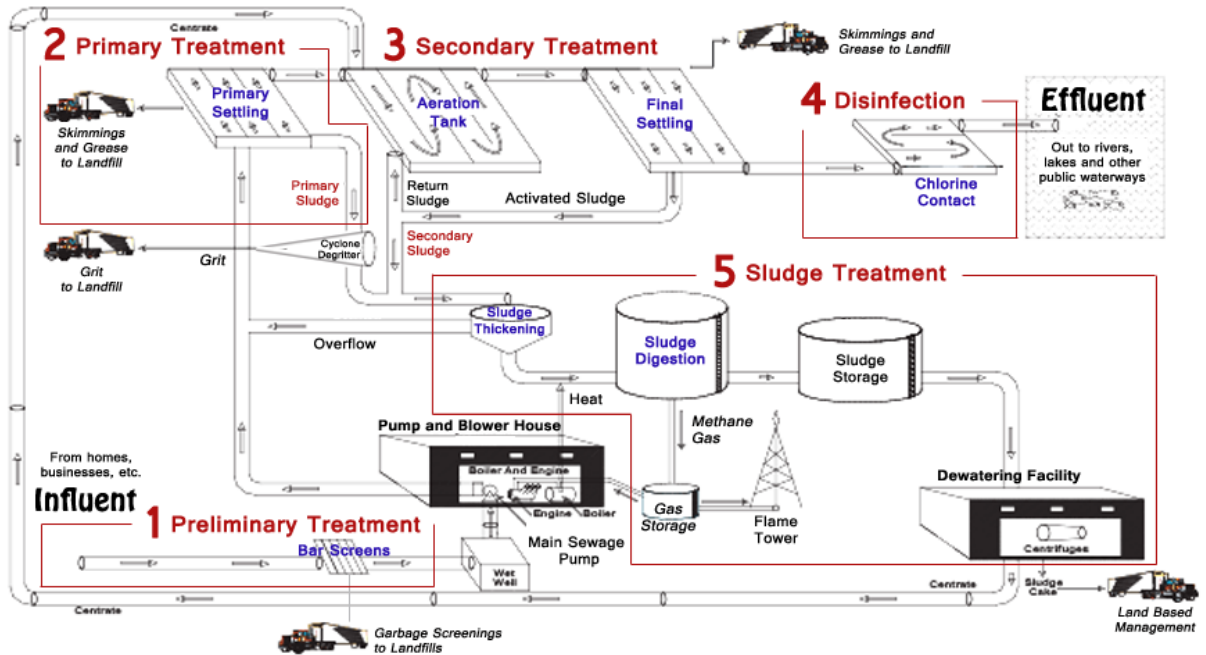 Centrate
2 Primary Treatment
3 Secondary Treatment
Skimmings and
Grease to Landfill
Primary
Settling
Aeration
Tank
Final
Settling
4 Disinfection
Effluent
Out to rivers,
lakes and other
public waterways
Skimmings
and Grease
to Landfill
Chlorine
Contact
Primary
Sludge
Return
Sludge
Activated Sludge
Secondary
Sludge
Cyclone
Degritter
Grit
Grit
to Landfill
5 Sludge Treatment
Sludge
Thickening
Overflow
Sludge
Digestion
Sludge
Storage
Heat
Methane
Gas
Pump and Blower House
Boiler And Engine
Engine
Boiler
Gas
Storage
Flame
Tower
Main Sewage
Pump
From homes,
businesses, etc.
Influent
1 Preliminary Treatment
Bar Screens
Wet
Well
Dewatering Facility
Centrifuges
Centrate
Sludge
Cake
Land Based
Management
Centrate
Garbage Screenings
to Landfills